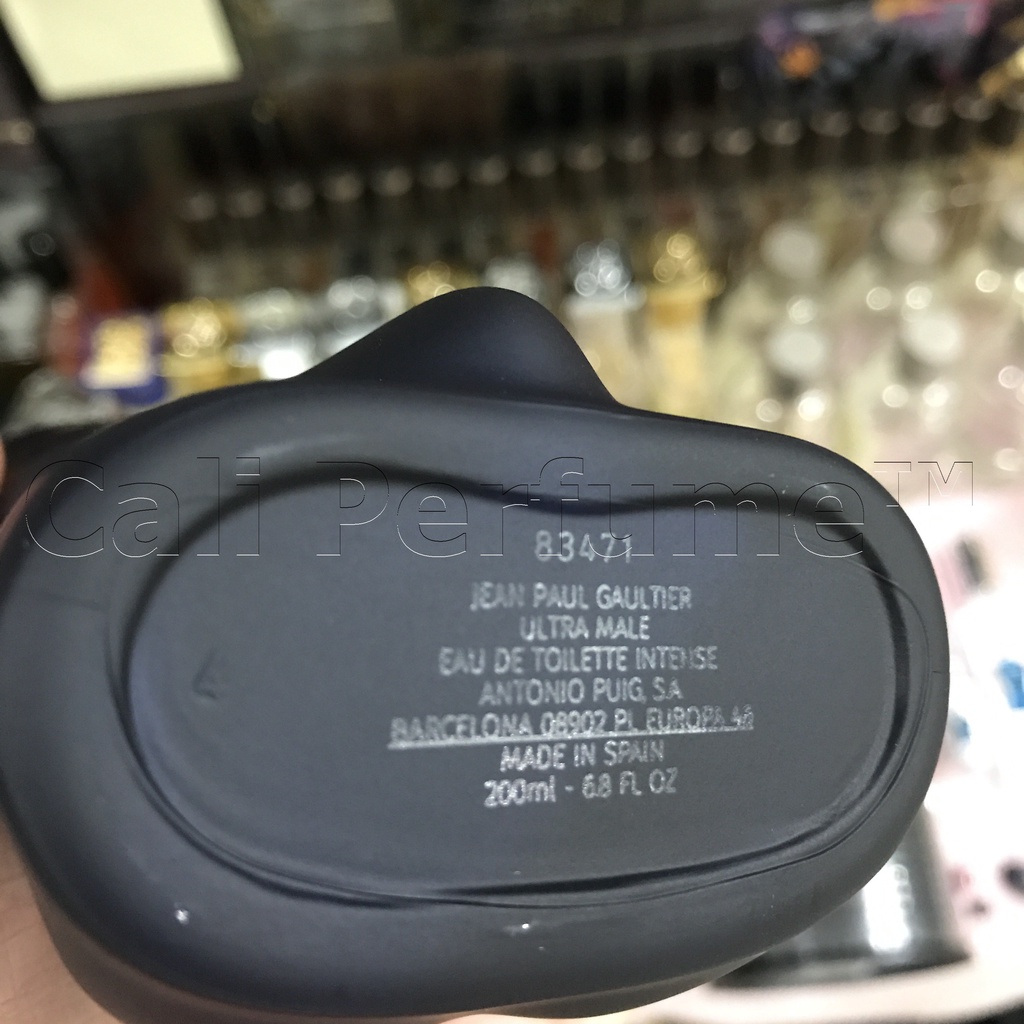 Cali Perfume™
83471
JEAN PAUL GAULTIER
ULTRA MALE
EAU DE TOILETTE INTENSE
ANTONIO PUIG, S.A
BARCELONA 08902 PL. EUROPA 46
MADE IN SPAIN
200ml - 6.8 FL OZ